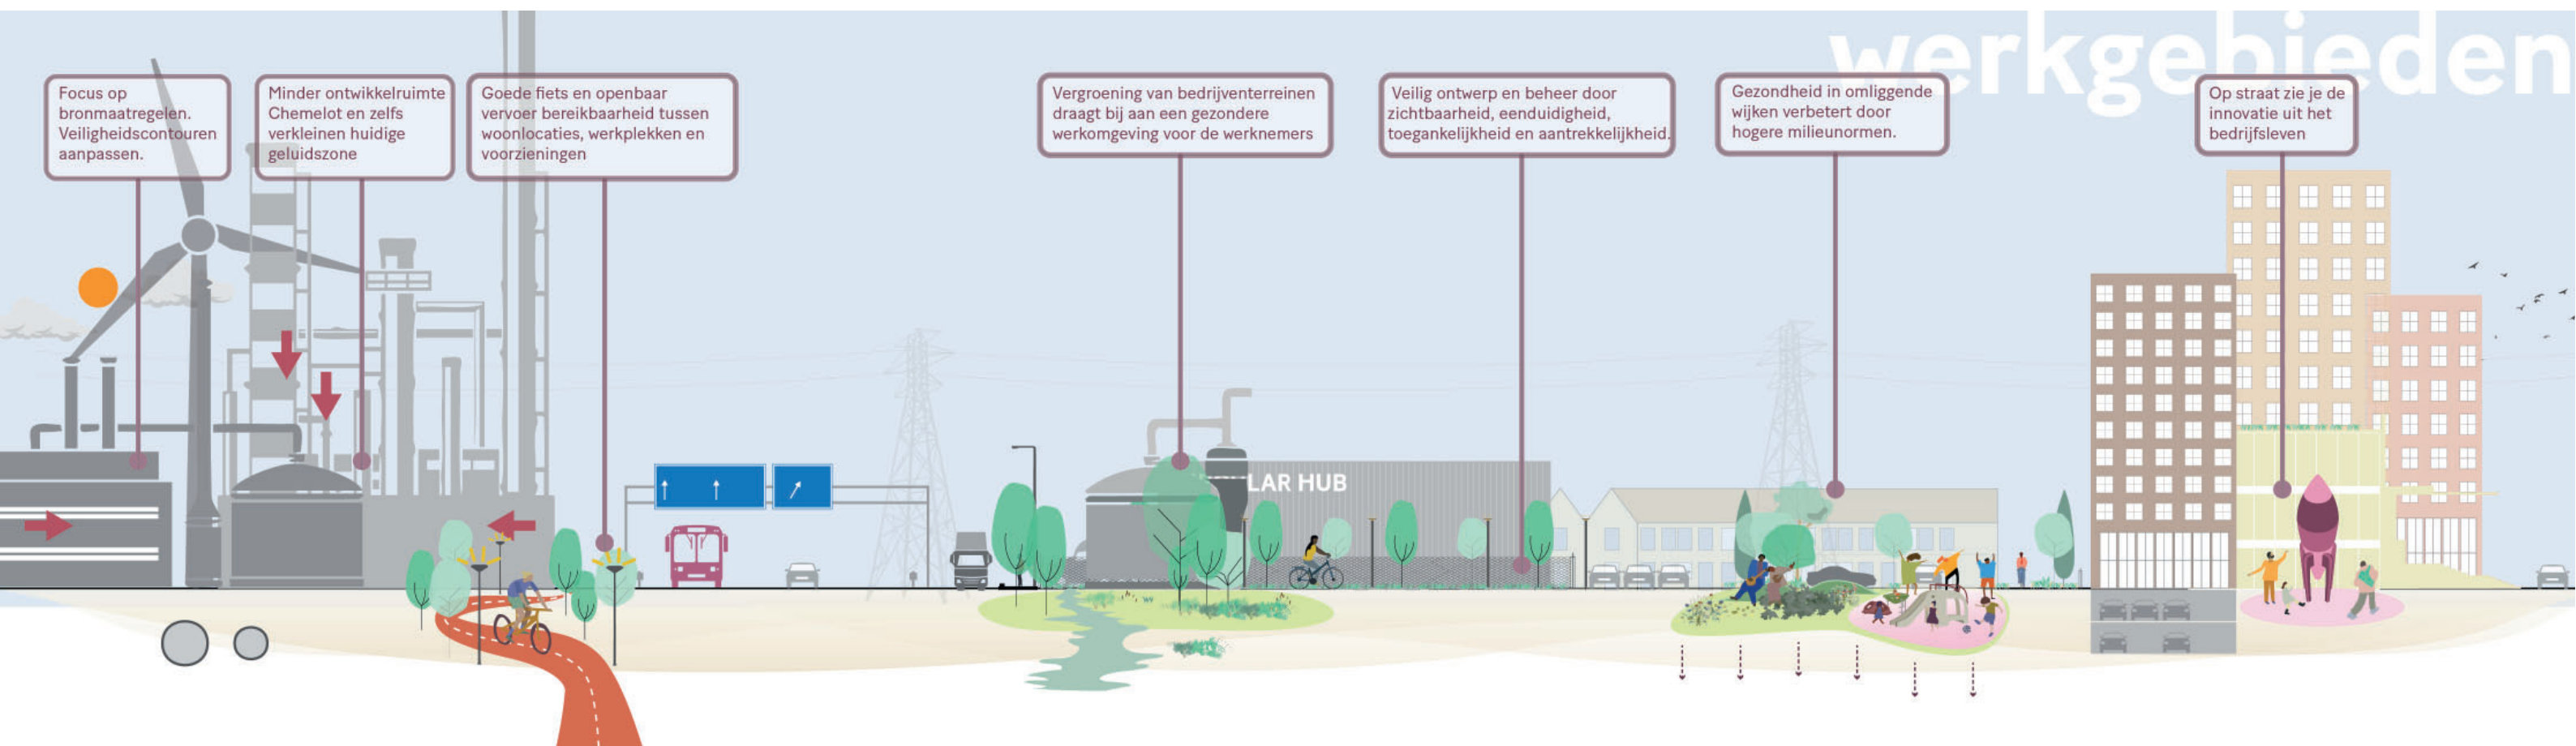 werkgebieden
Focus op
bronmaatregelen.
Veiligheidscontouren
aanpassen.
Minder ontwikkelruimte
Chemelot en zelfs
verkleinen huidige
geluidszone
Goede fiets en openbaar
vervoer bereikbaarheid tussen
woonlocaties, werkplekken en
voorzieningen
Vergroening van bedrijventerreinen
draagt bij aan een gezondere
werkomgeving voor de werknemers
Veilig ontwerp en beheer door
zichtbaarheid, eenduidigheid,
toegankelijkheid en aantrekkelijkheid.
Gezondheid in omliggende
wijken verbetert door
hogere milieunormen.
Op straat zie je de
innovatie uit het
bedrijfsleven
LAR HUB